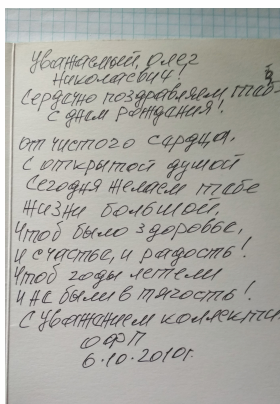 Уважаемый, Олег
Николаевич!
Сердечно поздравляем тебя
с днем рождения!
от чистого сердца,
с открытой душой
Сегодня желаем тебе
жизни большой,
Чтоб было здоровье,
и счастье, и радость!
Чтоб годы летели
и не были в тягость!
С уважением коллекти
ОФП
6.10.2010г.